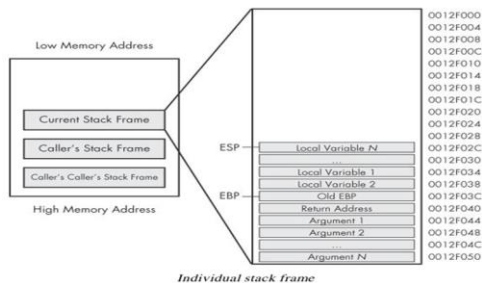 Low Memory Address
Current Stack Frame
Caller's Stack Frame
Caller's Caller's Stack Frame
High Memory Address
ESP
EBP
Local Variable N
...
Local Variable 1
Local Variable 2
Old EBP
Return Address
Argument 1
Argument 2
...
Argument N
0012F000
0012F004
0012F008
0012F00C
0012F010
0012F014
0012F018
0012F01C
0012F020
0012F024
0012F028
0012F02C
0012F030
0012F034
0012F038
0012F03C
0012F040
0012F044
0012F048
0012F04C
0012F050
Individual stack frame